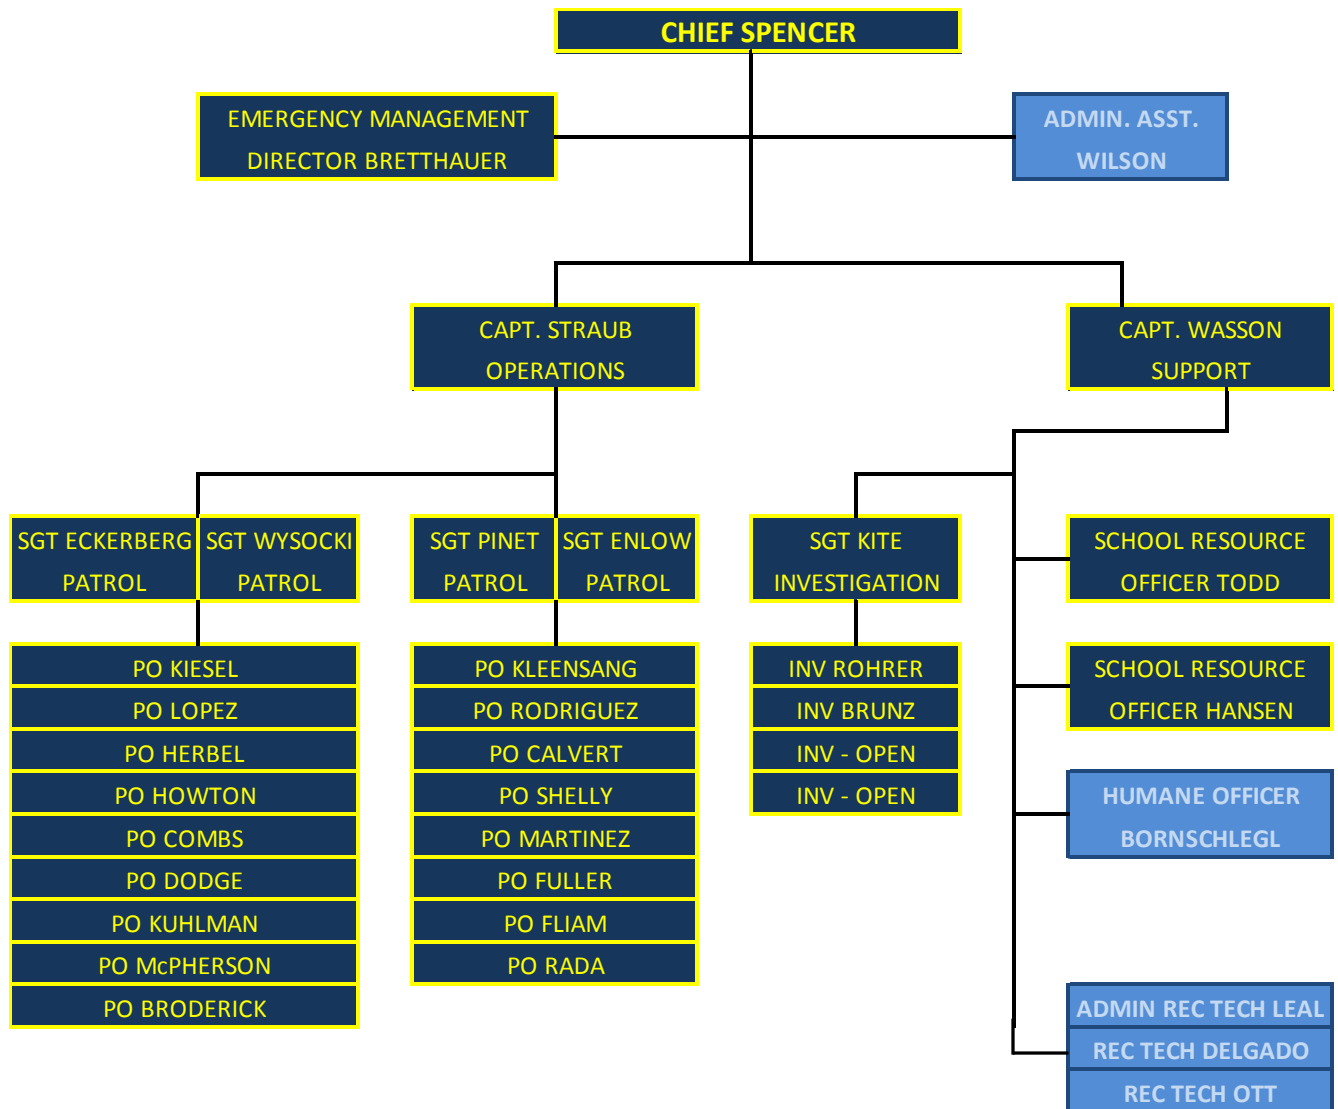 CHIEF SPENCER
EMERGENCY MANAGEMENT
DIRECTOR BRETTHAUER
ADMIN. ASST.
WILSON
CAPT. STRAUB
OPERATIONS
CAPT. WASSON
SUPPORT
SGT ECKERBERG
PATROL
SGT WYSOCKI
PATROL
SGT PINET
PATROL
SGT ENLOW
PATROL
SGT KITE
INVESTIGATION
SCHOOL RESOURCE
OFFICER TODD
PO KIESEL
PO LOPEZ
PO HERBEL
PO HOWTON
PO COMBS
PO DODGE
PO KUHLMAN
PO McPHERSON
PO BRODERICK
PO KLEENSANG
PO RODRIGUEZ
PO CALVERT
PO SHELLY
PO MARTINEZ
PO FULLER
PO FLIAM
PO RADA
INV ROHRER
INV BRUNZ
INV - OPEN
INV - OPEN
SCHOOL RESOURCE
OFFICER HANSEN
HUMANE OFFICER
BORNSCHLEGL
ADMIN REC TECH LEAL
REC TECH DELGADO
REC TECH OTT